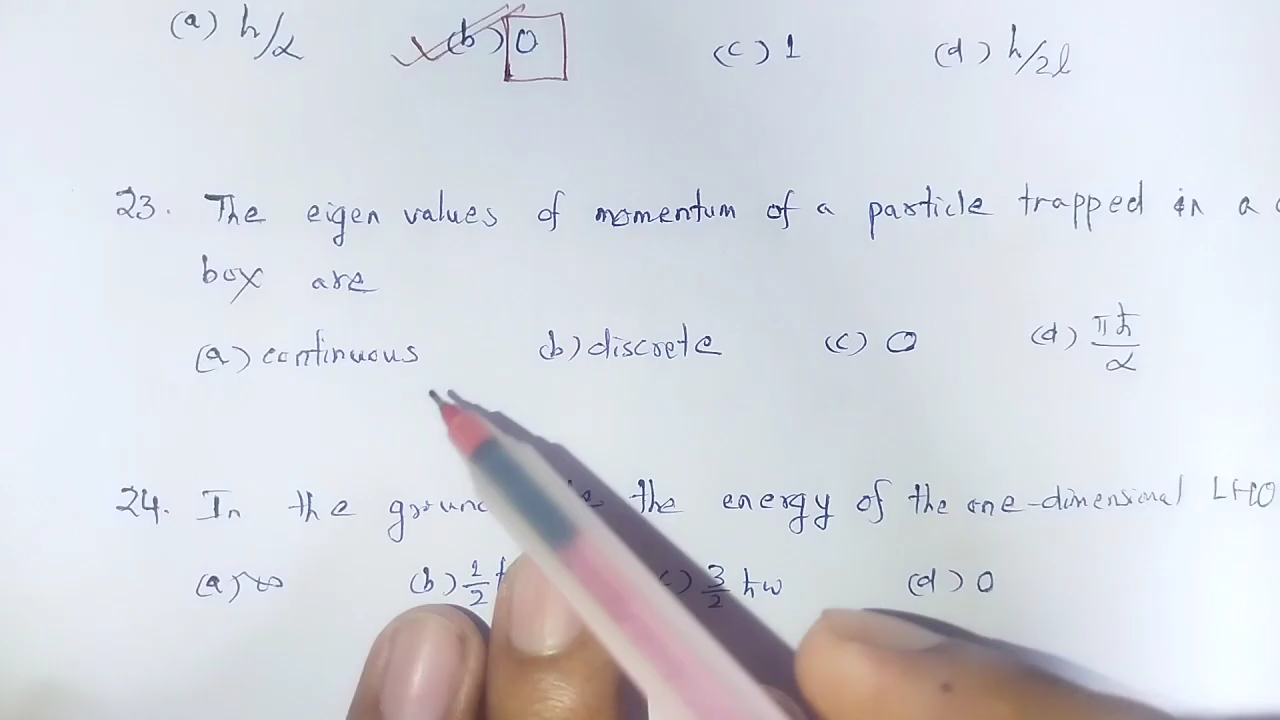 (a) h/α (b) 0 (c) 1 (d) h/2l
23. The eigen values of momentum of a particle trapped in a
box are
(a) continuous (b) discrete (c) 0 (d) πħ/α
24. In the the energy of the one-dimensional LHO
(a) ∞ (b) 1/2 3/2 ħω (d) 0